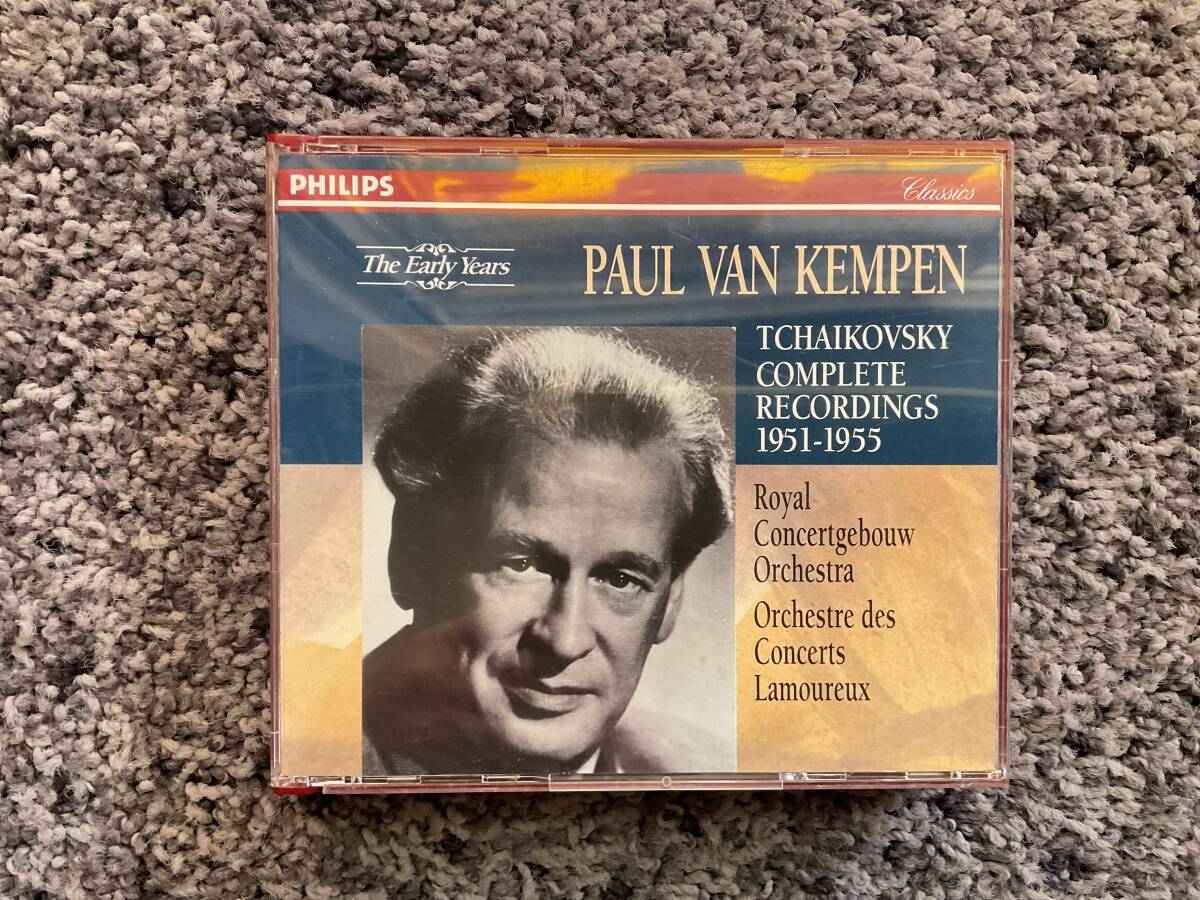 PHILIPS
Classics
The Early Years
PAUL VAN KEMPEN
TCHAIKOVSKY
COMPLETE
RECORDINGS
1951-1955
Royal
Concertgebouw
Orchestra
Orchestre des
Concerts
Lamoureux